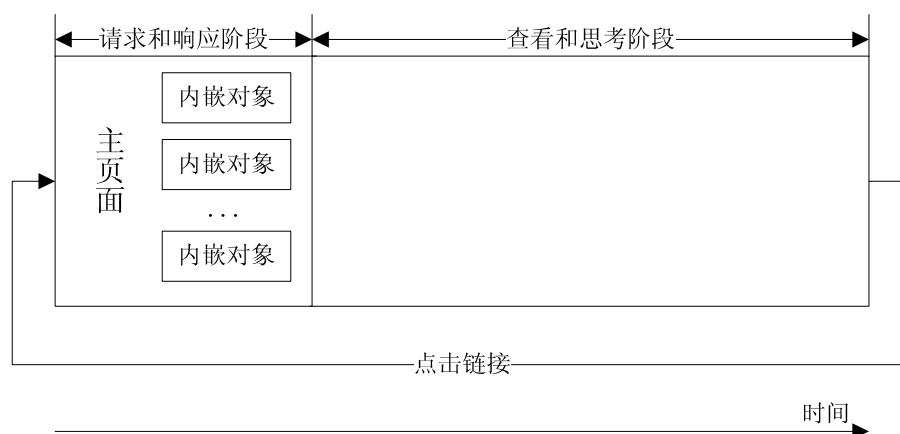 请求和响应阶段
查看和思考阶段
主页面
内嵌对象
内嵌对象
...
内嵌对象
点击链接
时间